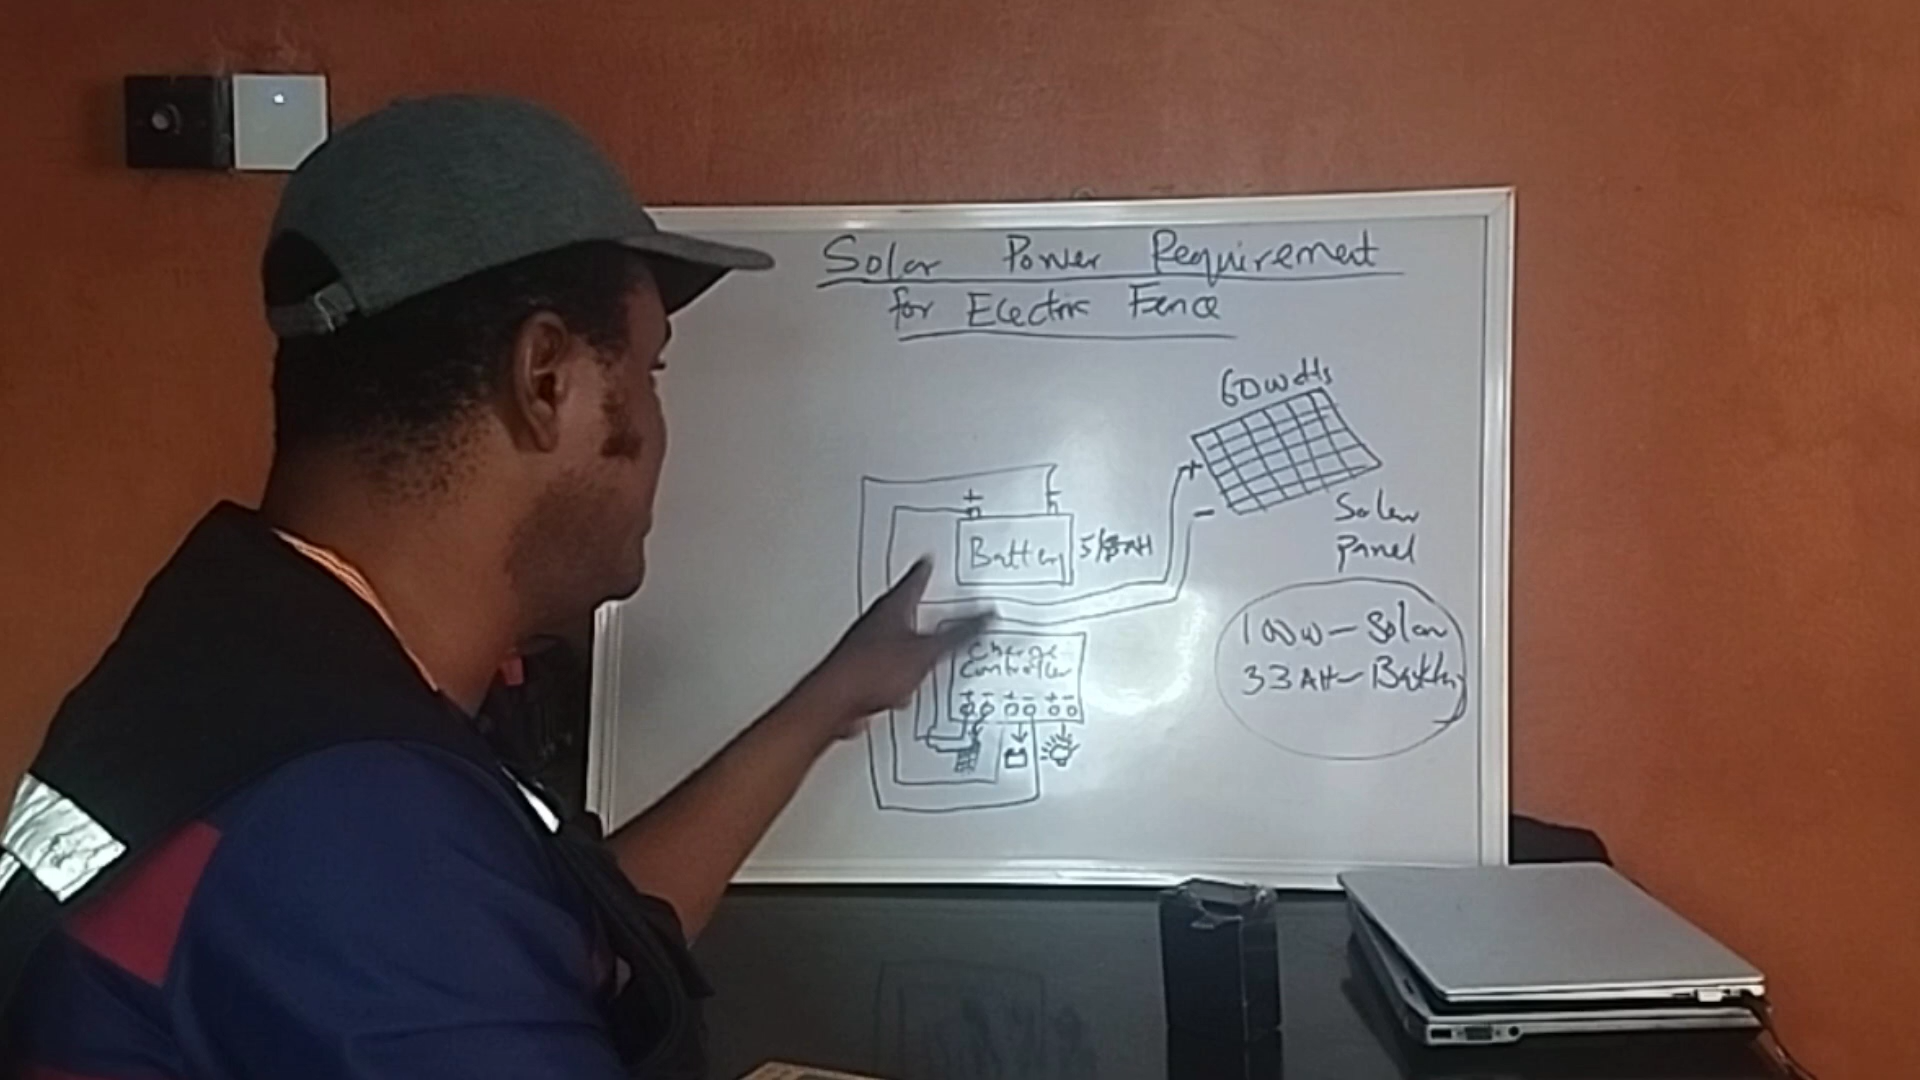 Solar Power Requirement
for Electric Fence
60watts
+
-
Solar
Panel
+ -
Battery
Charge
Controller
+ - + - + -
100W - Solar
33AH - Battery